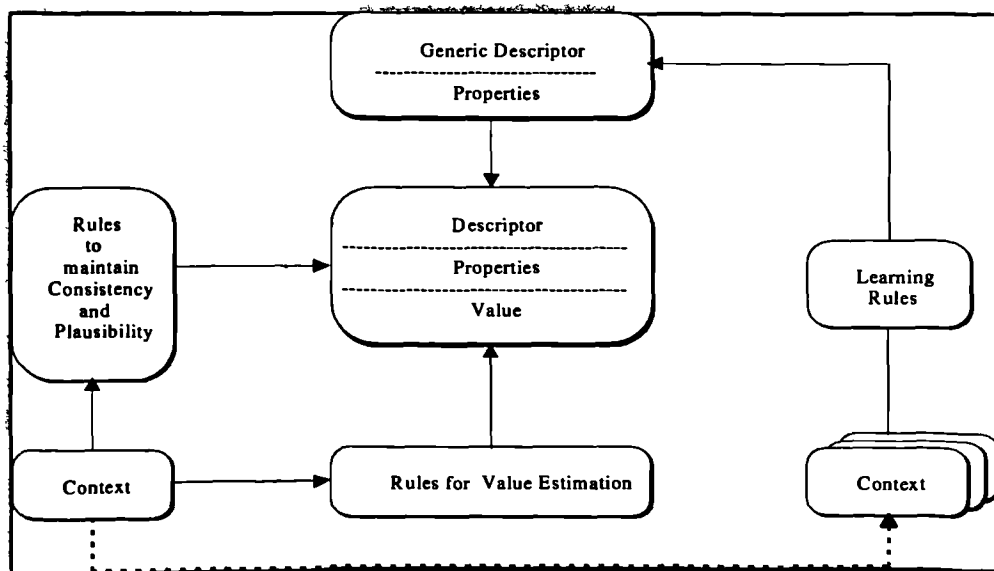 Generic Descriptor
Properties
Rules
to
maintain
Consistency
and
Plausibility
Descriptor
Properties
Value
Learning
Rules
Context
Rules for Value Estimation
Context